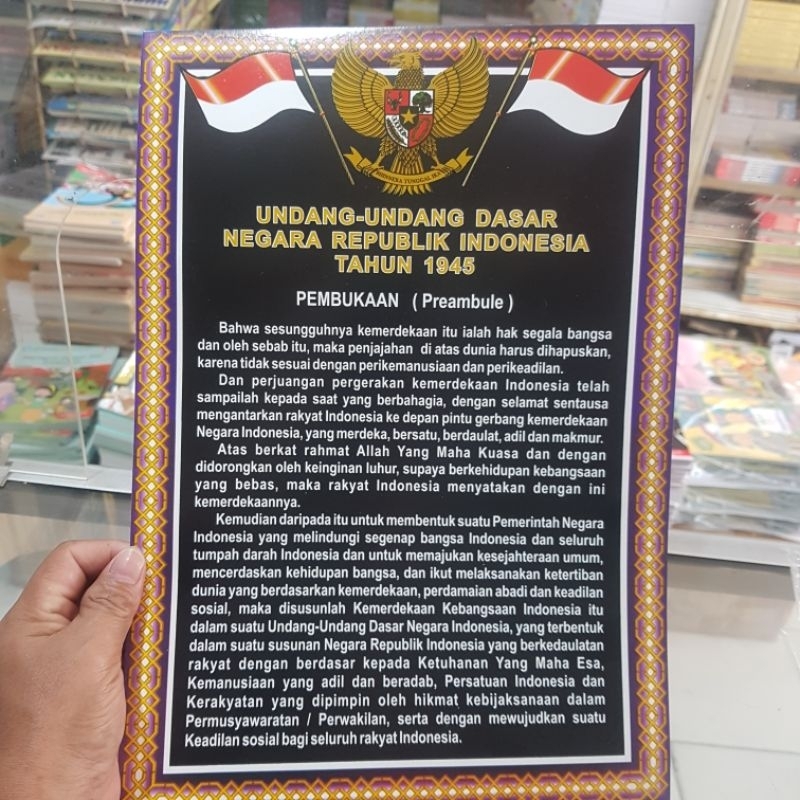 BHINNEKA TUNGGAL IKA
UNDANG-UNDANG DASAR
NEGARA REPUBLIK INDONESIA
TAHUN 1945
PEMBUKAAN ( Preambule )
Bahwa sesungguhnya kemerdekaan itu ialah hak segala bangsa
dan oleh sebab itu, maka penjajahan di atas dunia harus dihapuskan,
karena tidak sesuai dengan perikemanusiaan dan perikeadilan.
Dan perjuangan pergerakan kemerdekaan Indonesia telah
sampailah kepada saat yang berbahagia, dengan selamat sentausa
mengantarkan rakyat Indonesia ke depan pintu gerbang kemerdekaan
Negara Indonesia, yang merdeka, bersatu, berdaulat, adil dan makmur.
Atas berkat rahmat Allah Yang Maha Kuasa dan dengan
didorongkan oleh keinginan luhur, supaya berkehidupan kebangsaan
yang bebas, maka rakyat Indonesia menyatakan dengan ini
kemerdekaannya.
Kemudian daripada itu untuk membentuk suatu Pemerintah Negara
Indonesia yang melindungi segenap bangsa Indonesia dan seluruh
tumpah darah Indonesia dan untuk memajukan kesejahteraan umum,
mencerdaskan kehidupan bangsa, dan ikut melaksanakan ketertiban
dunia yang berdasarkan kemerdekaan, perdamaian abadi dan keadilan
sosial, maka disusunlah Kemerdekaan Kebangsaan Indonesia itu
dalam suatu Undang-Undang Dasar Negara Indonesia, yang terbentuk
dalam suatu susunan Negara Republik Indonesia yang berkedaulatan
rakyat dengan berdasar kepada Ketuhanan Yang Maha Esa,
Kemanusiaan yang adil dan beradab, Persatuan Indonesia dan
Kerakyatan yang dipimpin oleh hikmat kebijaksanaan dalam
Permusyawaratan / Perwakilan, serta dengan mewujudkan suatu
Keadilan sosial bagi seluruh rakyat Indonesia.